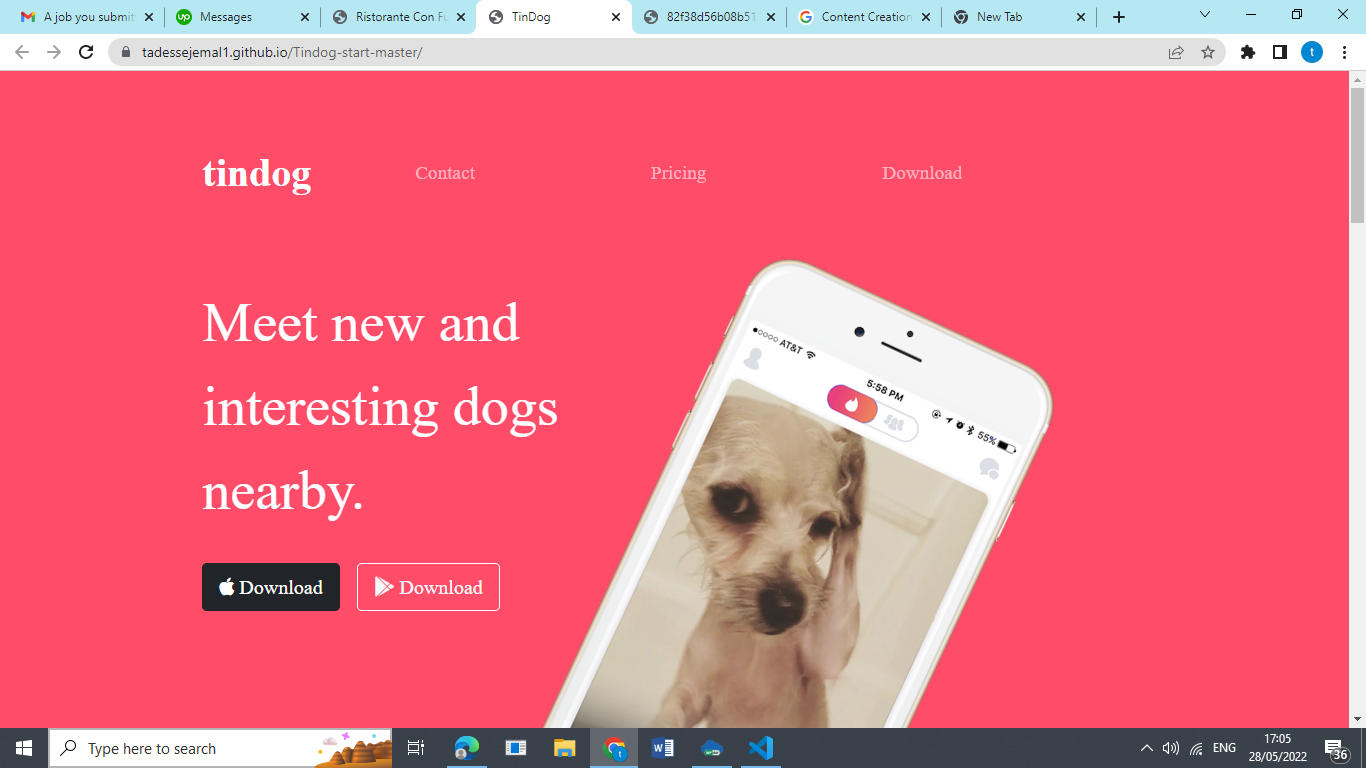 A job you submit
Messages
Ristorante Con Fu
TinDog
82f38d56b08b51
Content Creation
New Tab
tadessejemal1.github.io/Tindog-start-master/
t
tindog
Contact
Pricing
Download
Meet new and
interesting dogs
nearby.
Download
Download
AT&T
5:58 PM
55%
Type here to search
ENG
17:05
28/05/2022
36